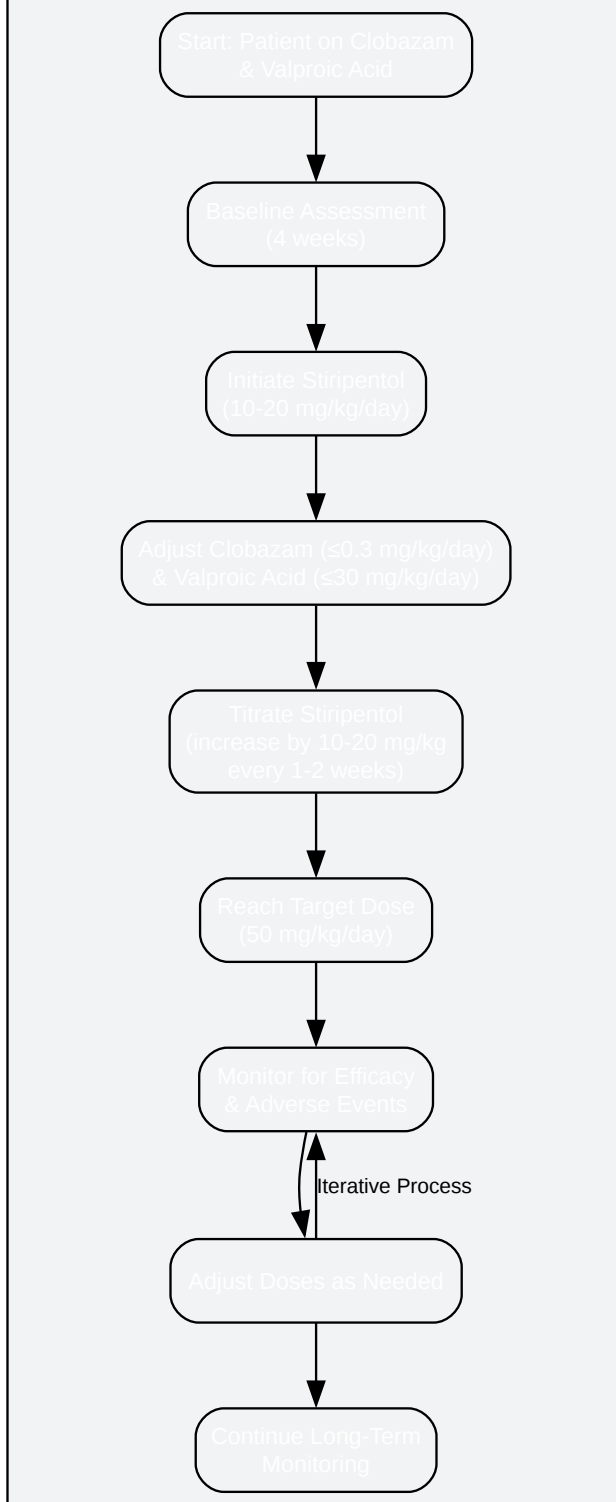 Start: Patient on Clobazam
& Valproic Acid
Baseline Assessment
(4 weeks)
Initiate Stiripentol
(10-20 mg/kg/day)
Adjust Clobazam (≤0.3 mg/kg/day)
& Valproic Acid (≤30 mg/kg/day)
Titrate Stiripentol
(increase by 10-20 mg/kg
every 1-2 weeks)
Reach Target Dose
(50 mg/kg/day)
Monitor for Efficacy
& Adverse Events
Iterative Process
Adjust Doses as Needed
Continue Long-Term
Monitoring